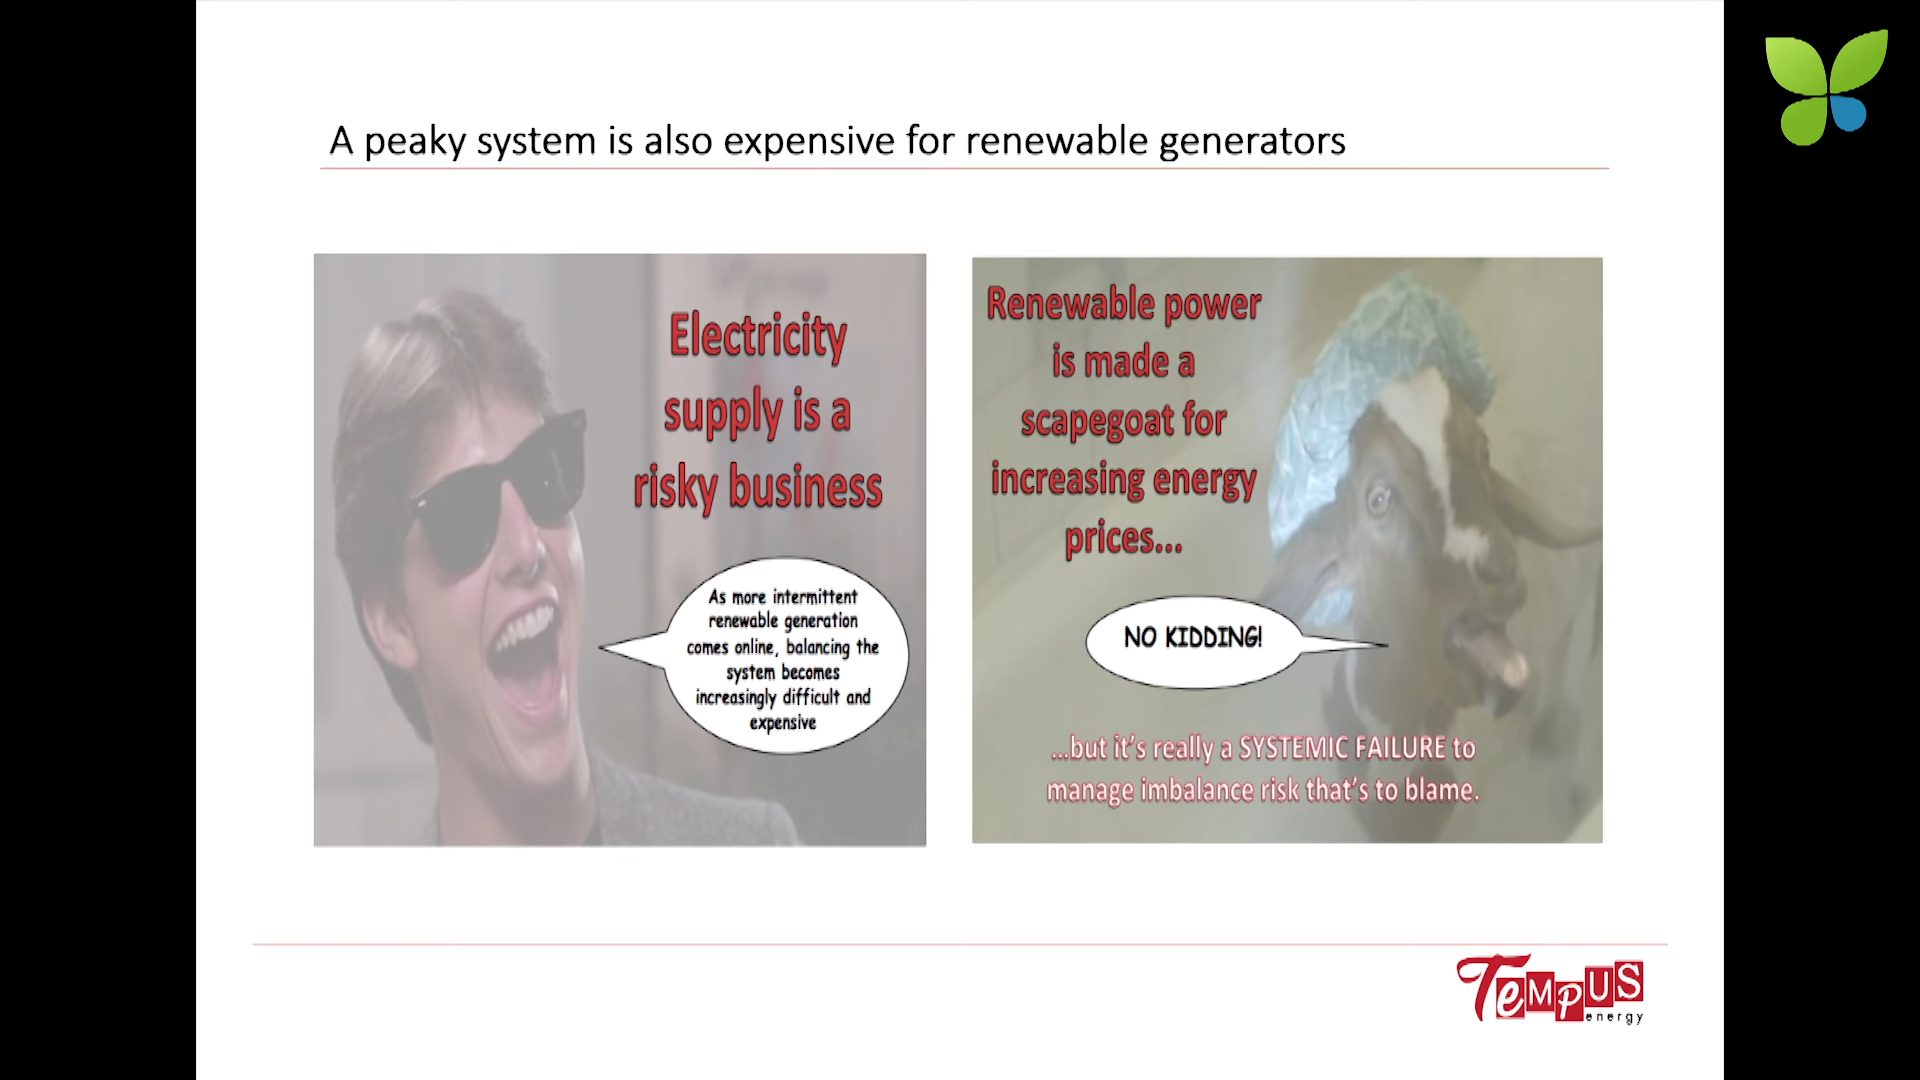 A peaky system is also expensive for renewable generators
Electricity
supply is a
risky business
As more intermittent
renewable generation
comes online, balancing the
system becomes
increasingly difficult and
expensive
Renewable power
is made a
scapegoat for
increasing energy
prices...
NO KIDDING!
...but it's really a SYSTEMIC FAILURE to
manage imbalance risk that's to blame.
TeMpUS
energy